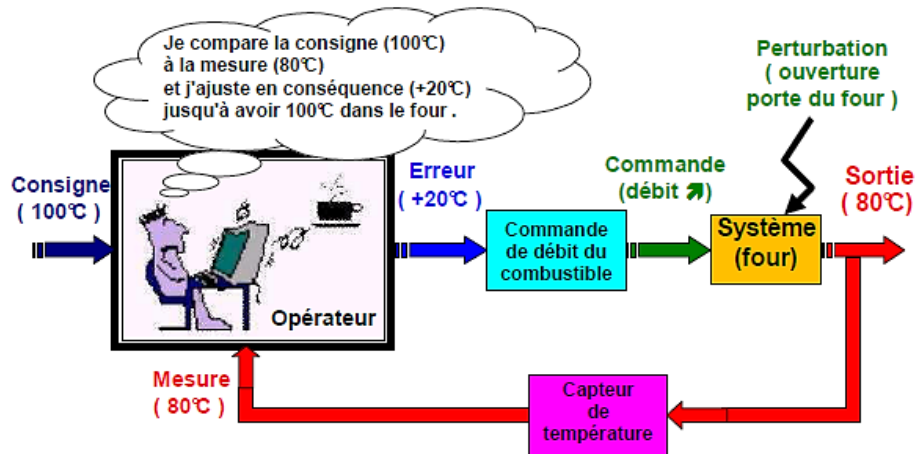 Je compare la consigne (100°C)
à la mesure (80°C)
et j'ajuste en conséquence (+20°C)
jusqu'à avoir 100°C dans le four .
Perturbation
( ouverture
porte du four )
Consigne
( 100°C )
Erreur
( +20°C )
Commande
(débit ↗)
Sortie
( 80°C)
Commande
de débit du
combustible
Système
(four)
Opérateur
Mesure
( 80°C )
Capteur
de
température